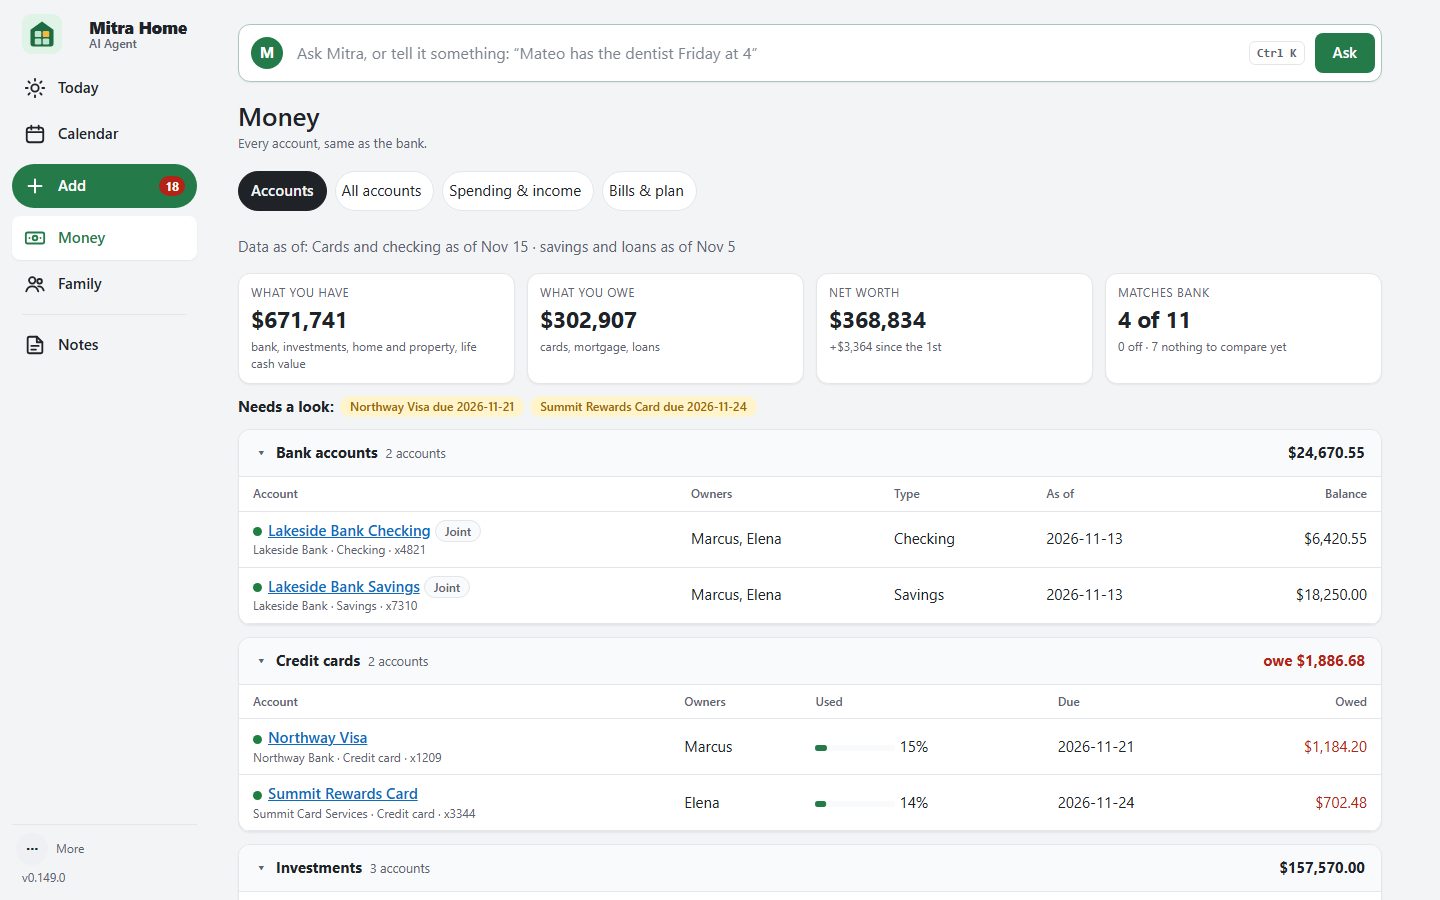 Mitra Home
AI Agent
Today
Calendar
Add 18
Money
Family
Notes
... More
v0.149.0
M Ask Mitra, or tell it something: “Mateo has the dentist Friday at 4” Ctrl K Ask
Money
Every account, same as the bank.
Accounts All accounts Spending & income Bills & plan
Data as of: Cards and checking as of Nov 15 · savings and loans as of Nov 5
WHAT YOU HAVE
$671,741
bank, investments, home and property, life
cash value
WHAT YOU OWE
$302,907
cards, mortgage, loans
NET WORTH
$368,834
+$3,364 since the 1st
MATCHES BANK
4 of 11
0 off · 7 nothing to compare yet
Needs a look: Northway Visa due 2026-11-21 Summit Rewards Card due 2026-11-24
Bank accounts 2 accounts $24,670.55
Account Owners Type As of Balance
Lakeside Bank Checking Joint Marcus, Elena Checking 2026-11-13 $6,420.55
Lakeside Bank · Checking · x4821
Lakeside Bank Savings Joint Marcus, Elena Savings 2026-11-13 $18,250.00
Lakeside Bank · Savings · x7310
Credit cards 2 accounts owe $1,886.68
Account Owners Used Due Owed
Northway Visa Marcus 15% 2026-11-21 $1,184.20
Northway Bank · Credit card · x1209
Summit Rewards Card Elena 14% 2026-11-24 $702.48
Summit Card Services · Credit card · x3344
Investments 3 accounts $157,570.00